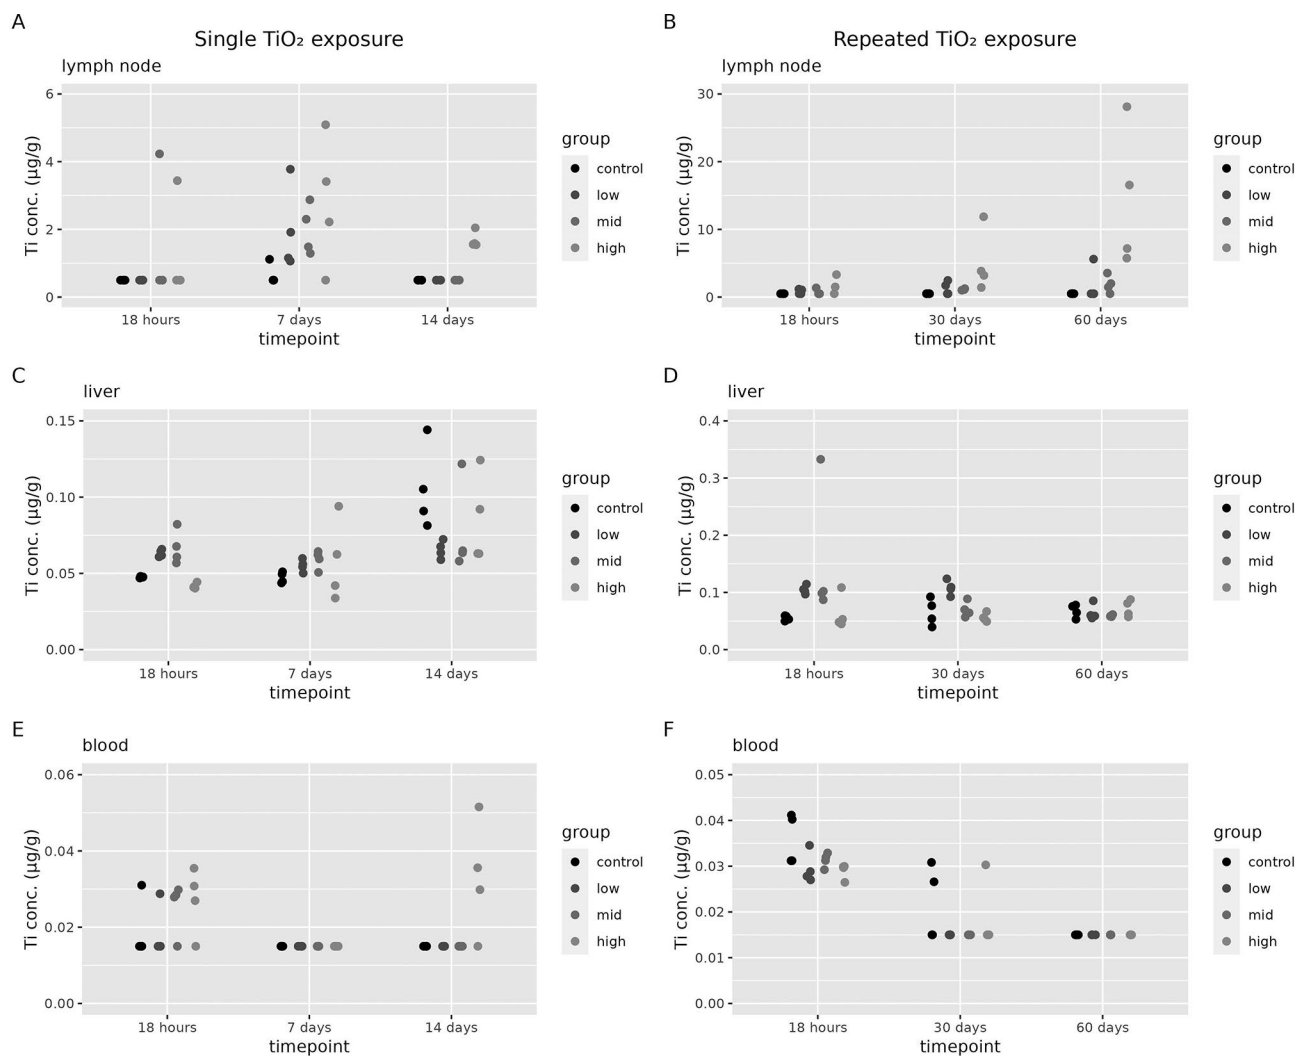 A
Single TiO₂ exposure
lymph node
6
4
2
0
Ti conc. (µg/g)
18 hours
7 days
14 days
timepoint
group
control
low
mid
high
B
Repeated TiO₂ exposure
lymph node
30
20
10
0
Ti conc. (µg/g)
18 hours
30 days
60 days
timepoint
group
control
low
mid
high
C
liver
0.15
0.10
0.05
0.00
Ti conc. (µg/g)
18 hours
7 days
14 days
timepoint
group
control
low
mid
high
D
liver
0.4
0.3
0.2
0.1
0.0
Ti conc. (µg/g)
18 hours
30 days
60 days
timepoint
group
control
low
mid
high
E
blood
0.06
0.04
0.02
0.00
Ti conc. (µg/g)
18 hours
7 days
14 days
timepoint
group
control
low
mid
high
F
blood
0.05
0.04
0.03
0.02
0.01
0.00
Ti conc. (µg/g)
18 hours
30 days
60 days
timepoint
group
control
low
mid
high